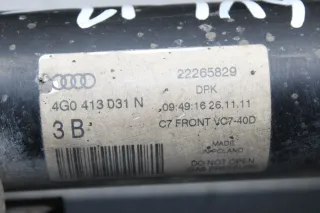 22265829
4G0 413 031 N
DPK
09:49:16 26.11.11
3 B
C7 FRONT VC7-40D
MADE
POLAND
DO NOT OPEN